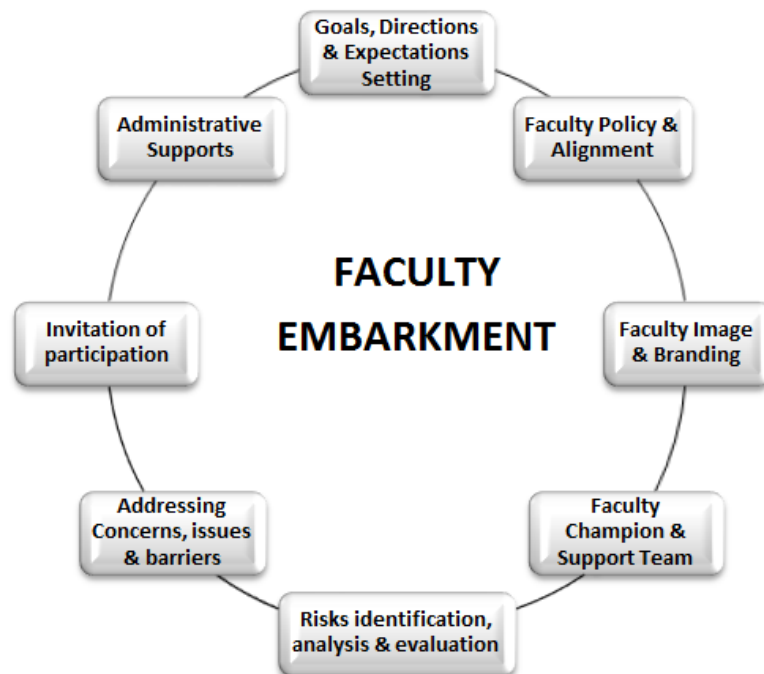 Goals, Directions
& Expectations
Setting
Administrative
Supports
Faculty Policy &
Alignment
FACULTY
EMBARKMENT
Invitation of
participation
Faculty Image
& Branding
Addressing
Concerns, issues
& barriers
Faculty
Champion &
Support Team
Risks identification,
analysis & evaluation